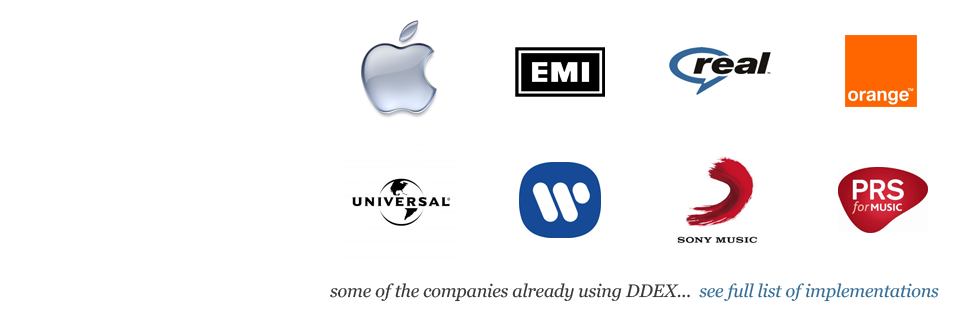 EMI
real™
orange™
UNIVERSAL®
SONY MUSIC
PRS
for MUSIC
some of the companies already using DDEX... see full list of implementations